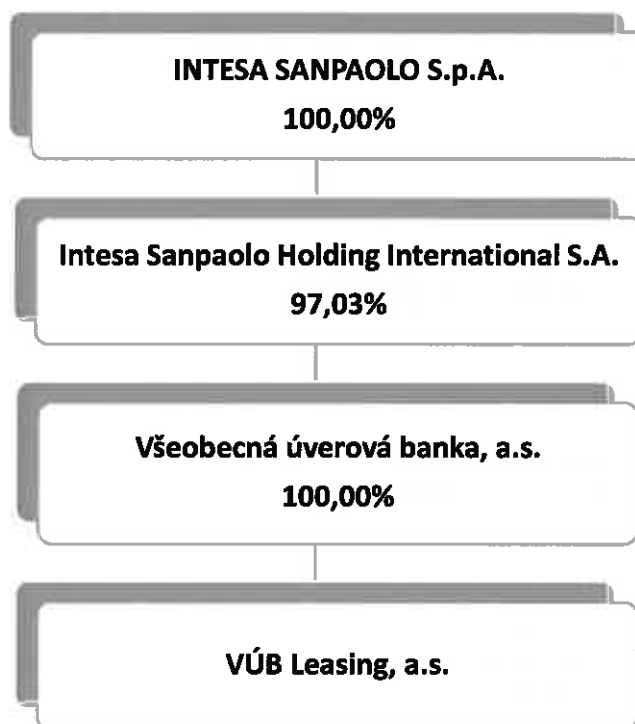 INTESA SANPAOLO S.p.A.
100,00%
Intesa Sanpaolo Holding International S.A.
97,03%
Všeobecná úverová banka, a.s.
100,00%
VÚB Leasing, a.s.